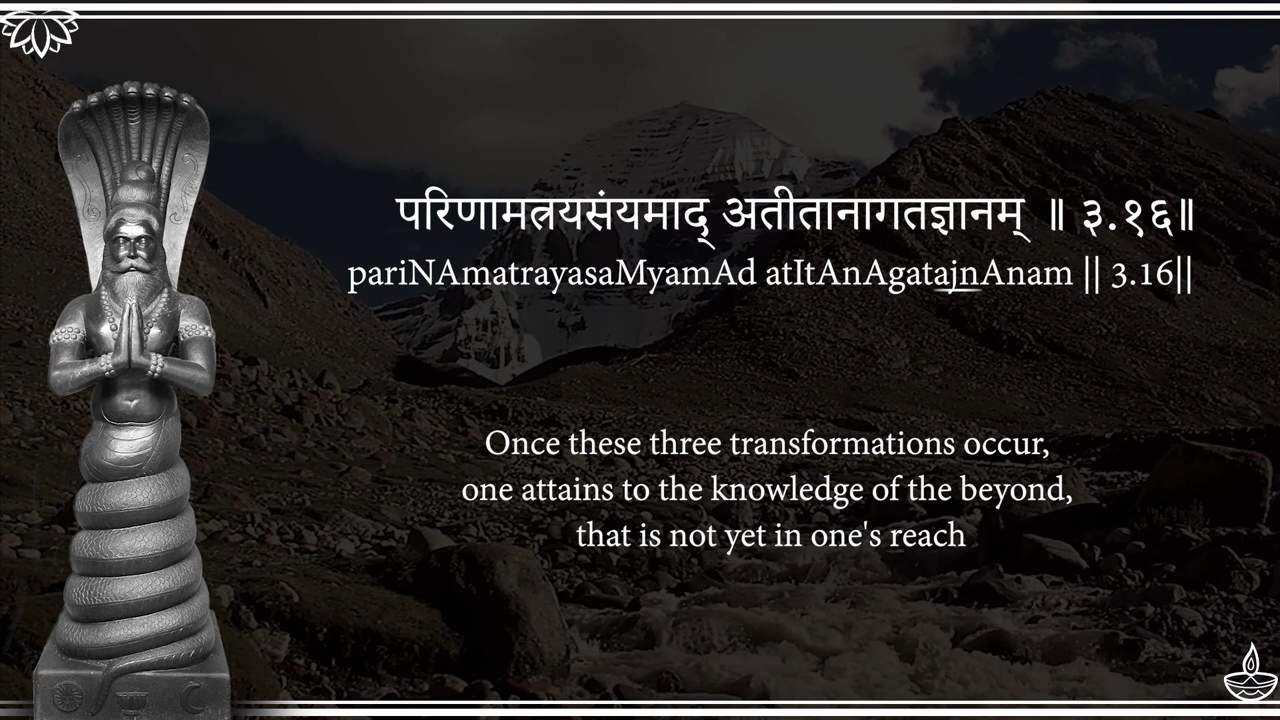 परिणामत्रयसंयमाद् अतीतानागतज्ञानम् ॥ ३.१६॥
pariNAmatrayasaMyamAd atItAnAgatajnAnam || 3.16||
Once these three transformations occur,
one attains to the knowledge of the beyond,
that is not yet in one's reach